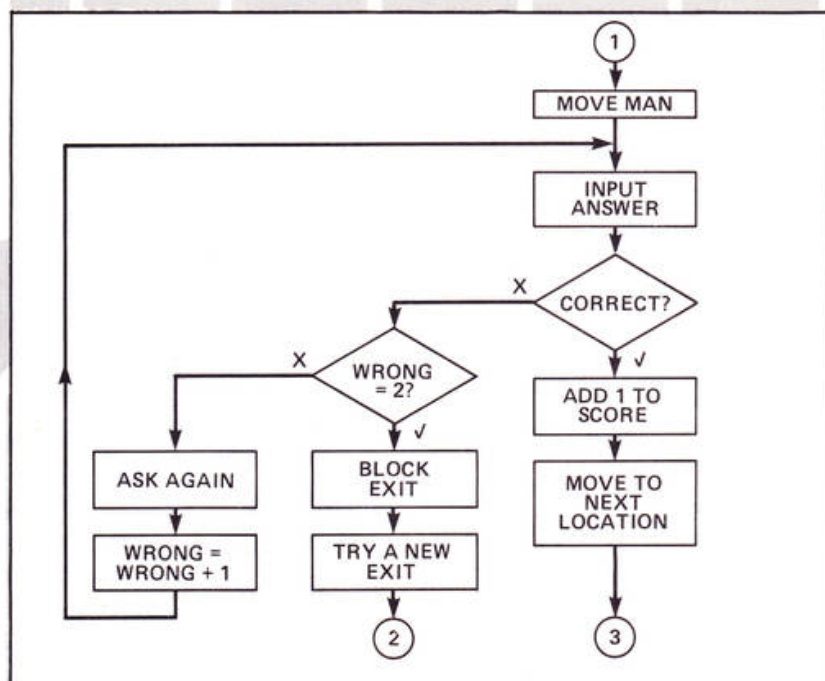 1
MOVE MAN
INPUT
ANSWER
CORRECT?
X
√
WRONG
= 2?
X
√
ADD 1 TO
SCORE
ASK AGAIN
BLOCK
EXIT
MOVE TO
NEXT
LOCATION
WRONG =
WRONG + 1
TRY A NEW
EXIT
2
3